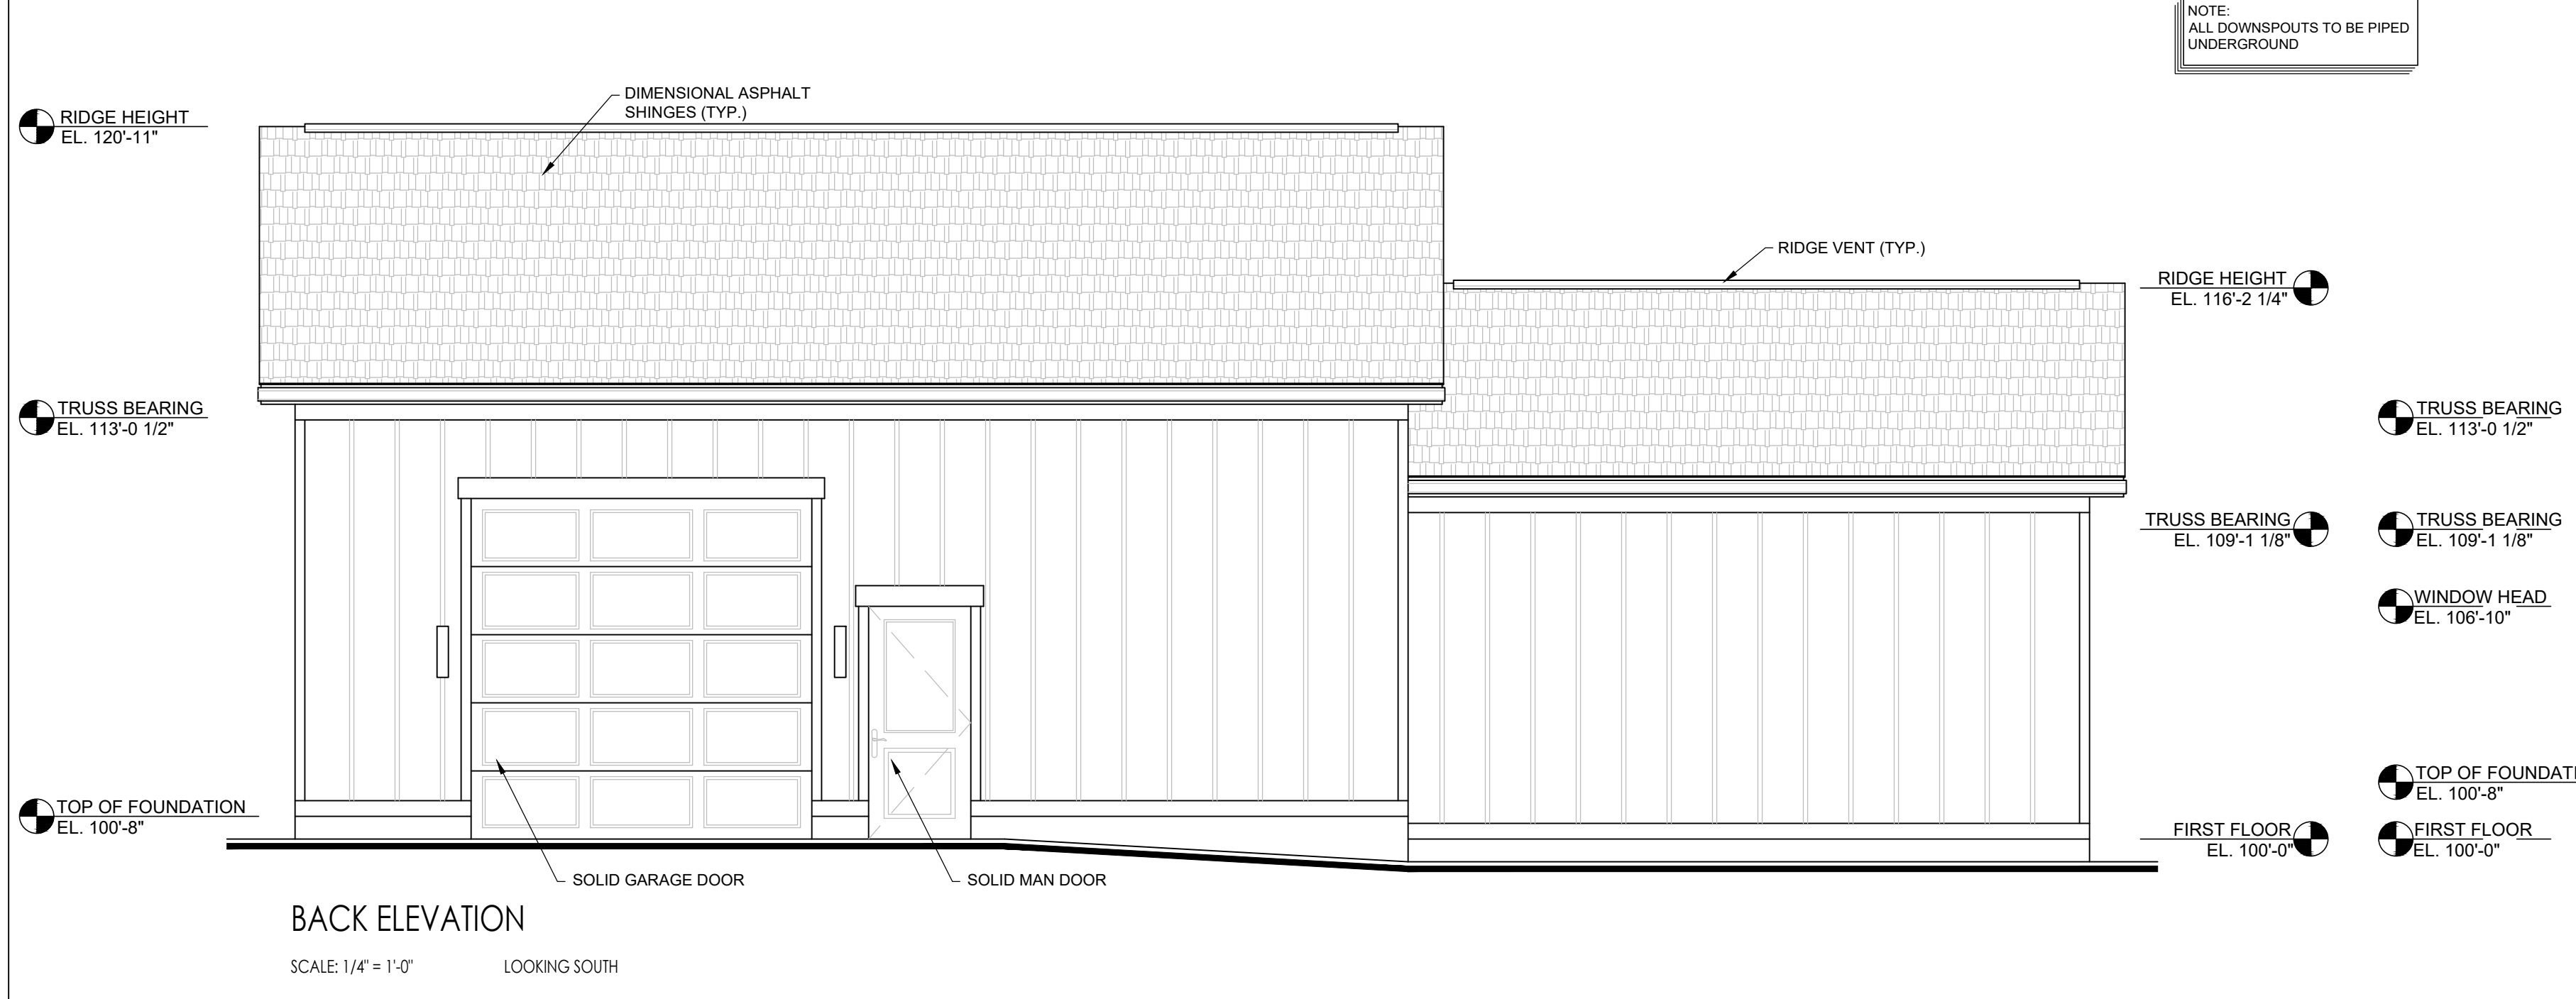 NOTE:
ALL DOWNSPOUTS TO BE PIPED
UNDERGROUND
DIMENSIONAL ASPHALT
SHINGES (TYP.)
RIDGE HEIGHT
EL. 120'-11"
RIDGE VENT (TYP.)
RIDGE HEIGHT
EL. 116'-2 1/4"
TRUSS BEARING
EL. 113'-0 1/2"
TRUSS BEARING
EL. 113'-0 1/2"
TRUSS BEARING
EL. 109'-1 1/8"
TRUSS BEARING
EL. 109'-1 1/8"
WINDOW HEAD
EL. 106'-10"
TOP OF FOUNDATION
EL. 100'-8"
TOP OF FOUNDATI
EL. 100'-8"
FIRST FLOOR
EL. 100'-0"
FIRST FLOOR
EL. 100'-0"
SOLID GARAGE DOOR
SOLID MAN DOOR
BACK ELEVATION
SCALE: 1/4" = 1'-0"
LOOKING SOUTH